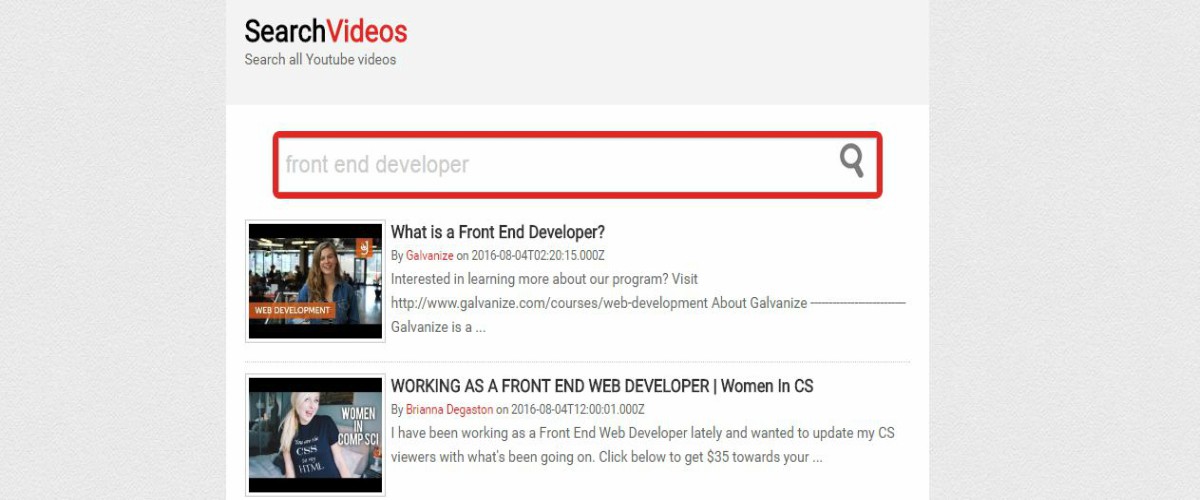 SearchVideos
Search all Youtube videos
front end developer
What is a Front End Developer?
By Galvanize on 2016-08-04T02:20:15.000Z
Interested in learning more about our program? Visit
http://www.galvanize.com/courses/web-development About Galvanize -----------------------------
Galvanize is a ...
WEB DEVELOPMENT
WORKING AS A FRONT END WEB DEVELOPER | Women In CS
By Brianna Degaston on 2016-08-04T12:00:01.000Z
I have been working as a Front End Web Developer lately and wanted to update my CS
viewers with what's been going on. Click below to get $35 towards your ...
WOMEN
IN
COMP SCI
You are the
CSS
to my
HTML